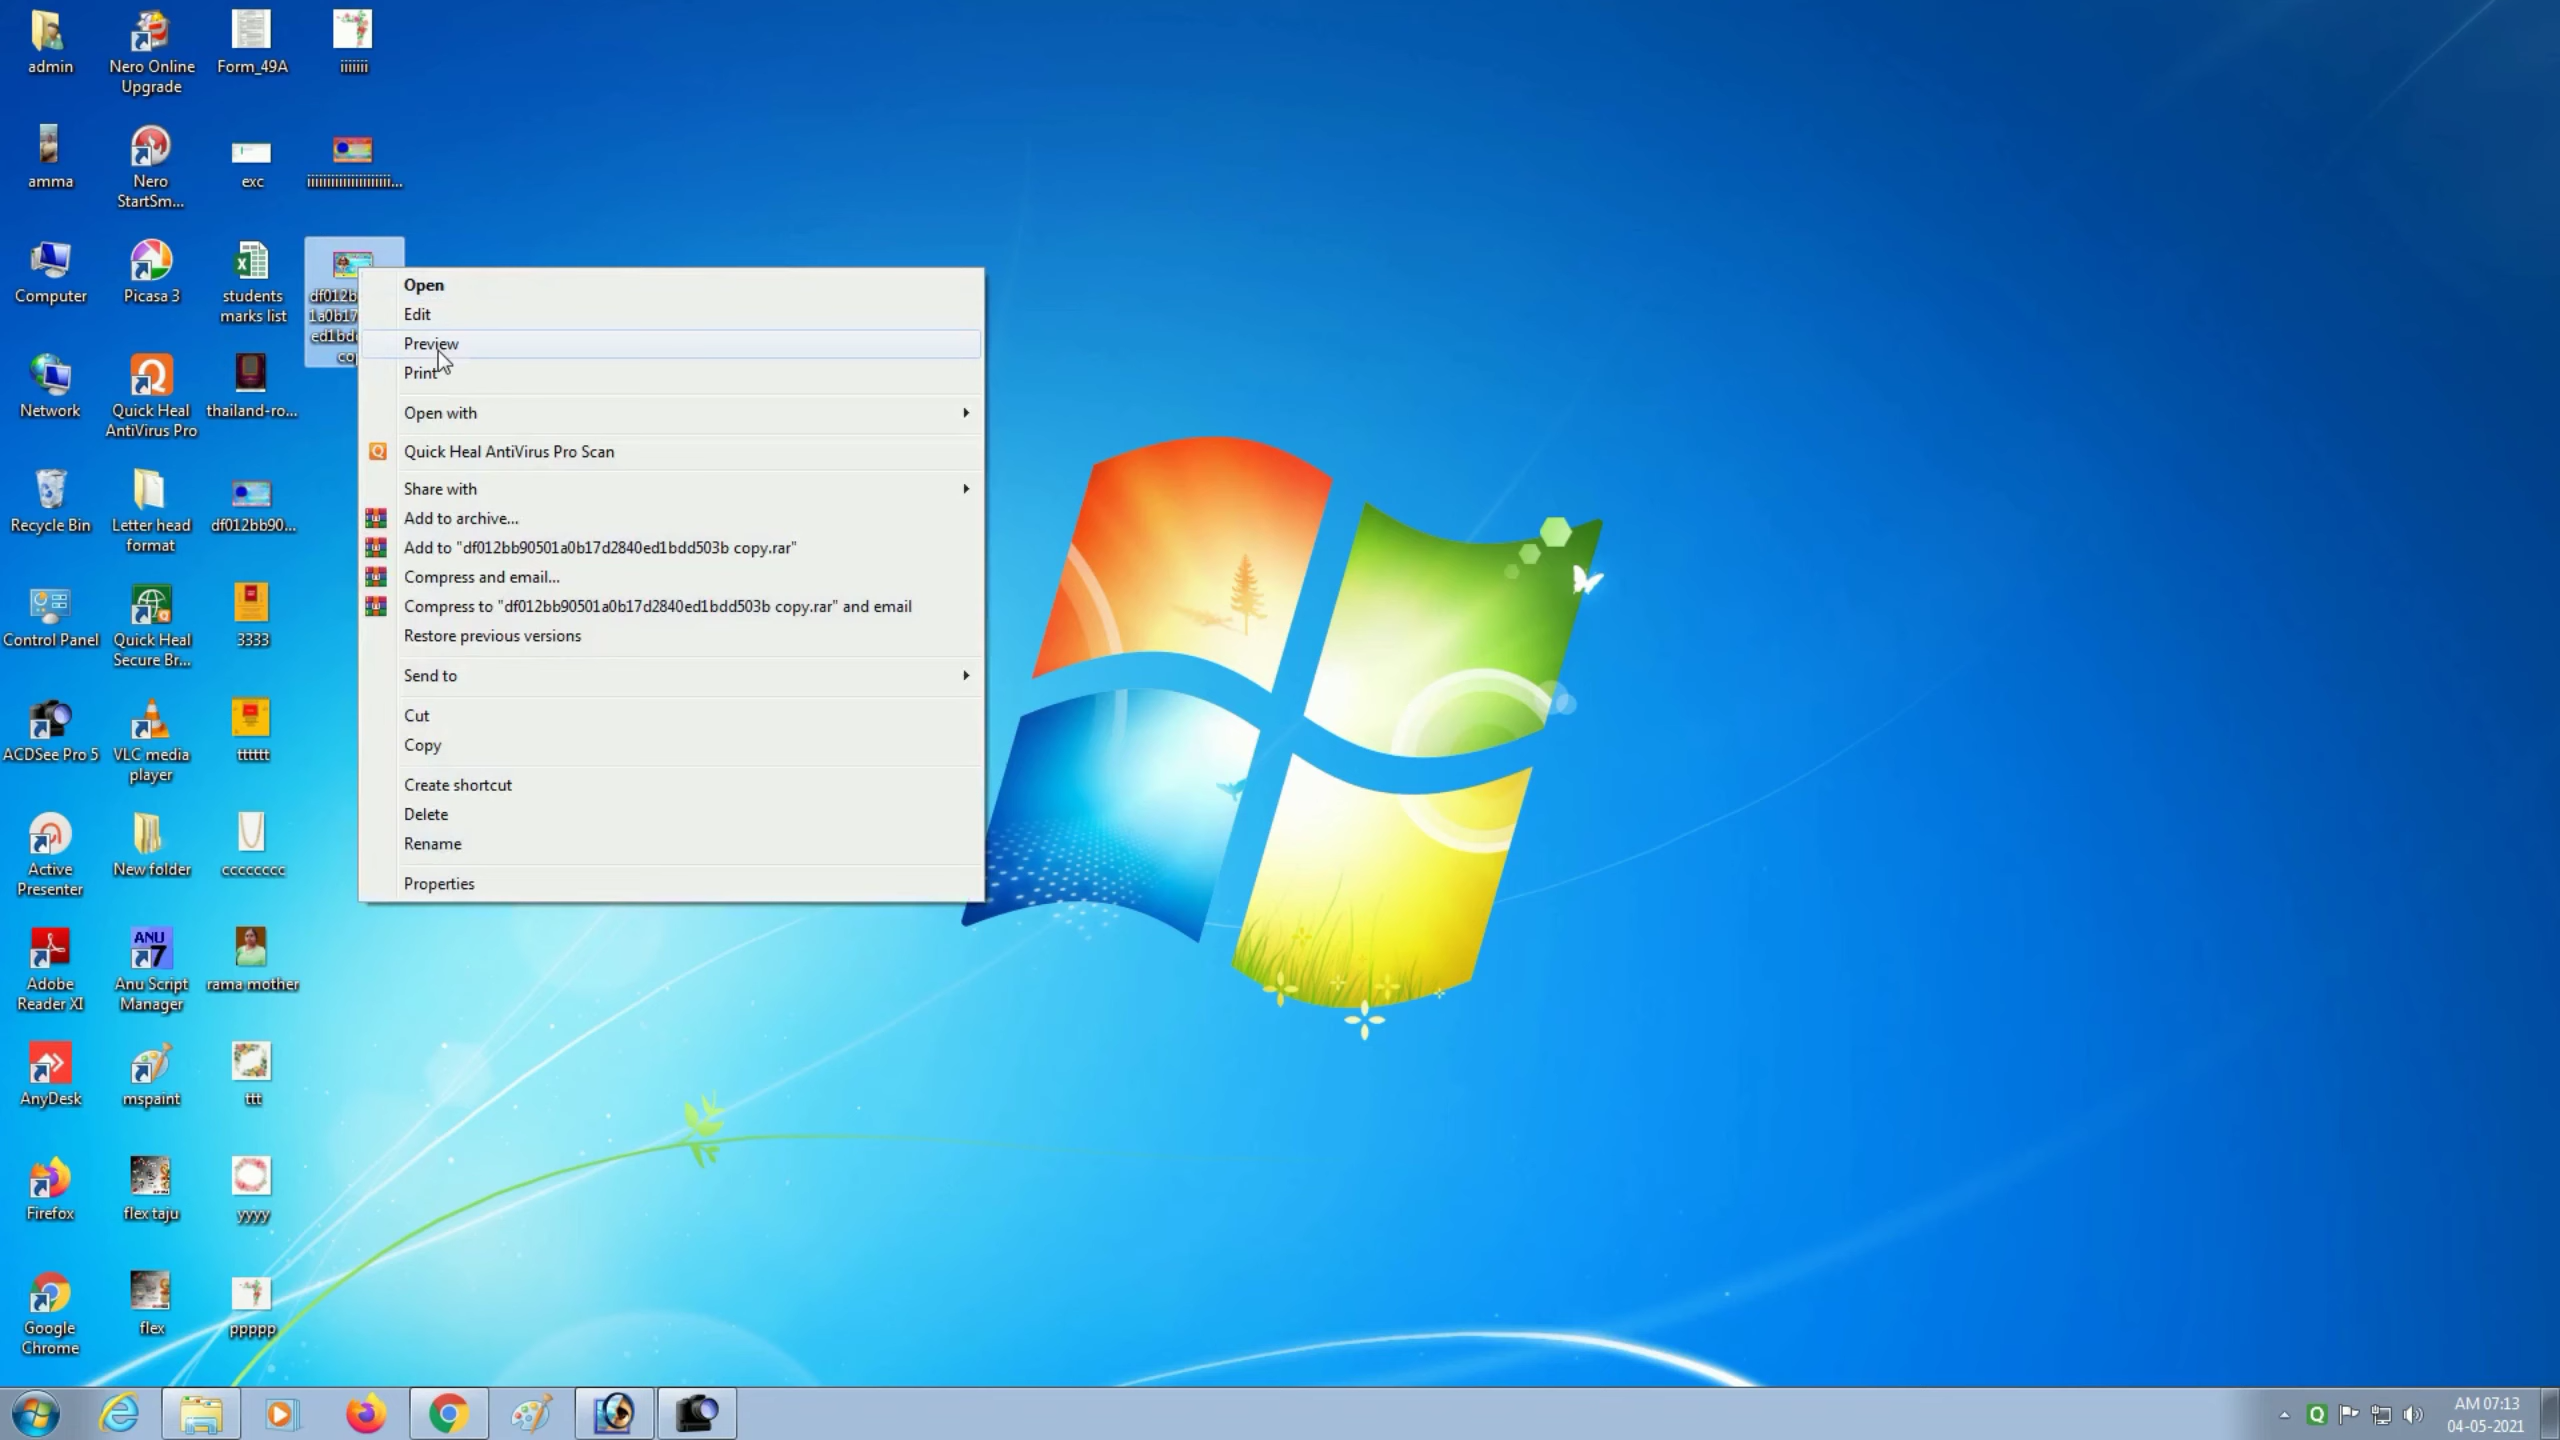 admin
Nero Online
Upgrade
Form_49A
iiiiiii
amma
Nero
StartSm...
exc
Computer
Picasa 3
students
marks list
Network
Quick Heal
AntiVirus Pro
thailand-ro...
Recycle Bin
Letter head
format
df012bb90...
Control Panel
Quick Heal
Secure Br...
3333
ACDSee Pro 5
VLC media
player
tttttt
Active
Presenter
New folder
cccccccc
Adobe
Reader XI
ANU
7
Anu Script
Manager
rama mother
AnyDesk
mspaint
ttt
Firefox
flex taju
yyyy
Google
Chrome
flex
ppppp
Open
Edit
Preview
Print
Open with
Quick Heal AntiVirus Pro Scan
Share with
Add to archive...
Add to "df012bb90501a0b17d2840ed1bdd503b copy.rar"
Compress and email...
Compress to "df012bb90501a0b17d2840ed1bdd503b copy.rar" and email
Restore previous versions
Send to
Cut
Copy
Create shortcut
Delete
Rename
Properties
AM 07:13
04-05-2021